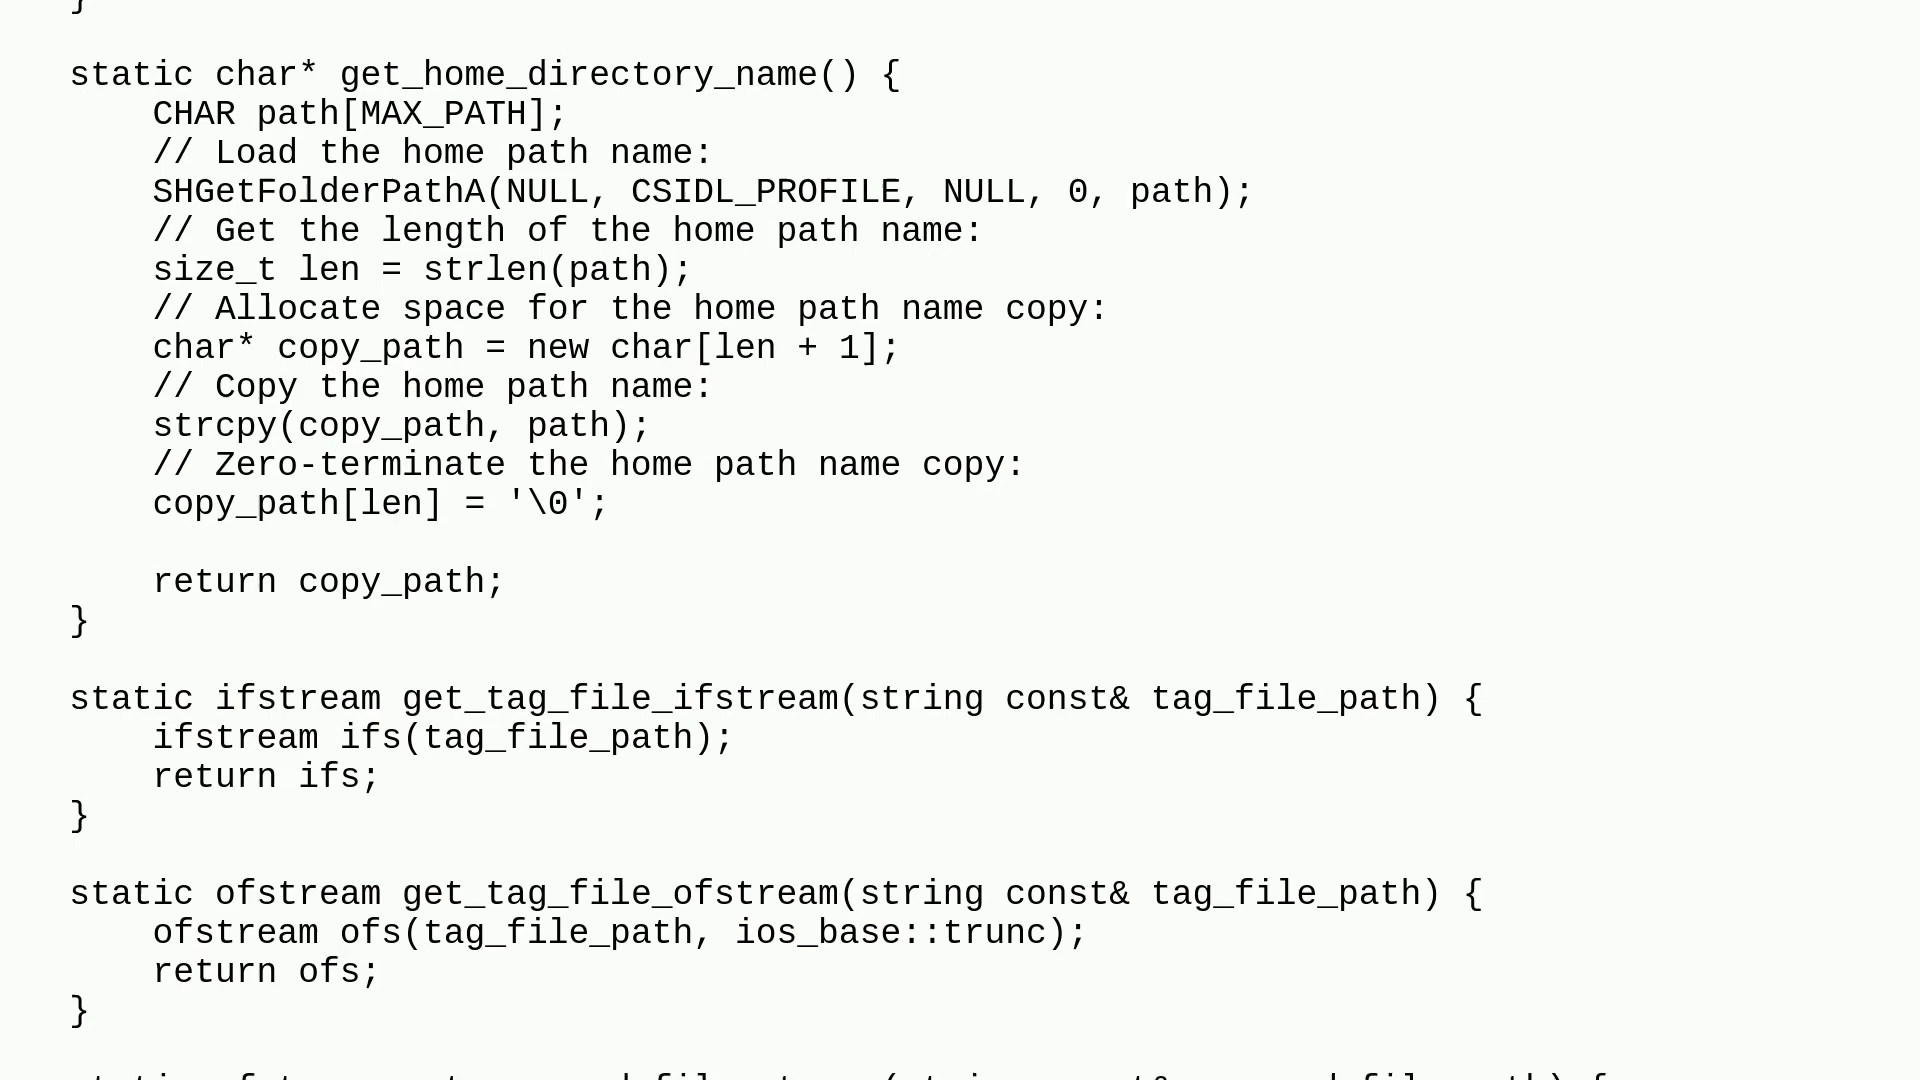 }
static char* get_home_directory_name() {
CHAR path[MAX_PATH];
// Load the home path name:
SHGetFolderPathA(NULL, CSIDL_PROFILE, NULL, 0, path);
// Get the length of the home path name:
size_t len = strlen(path);
// Allocate space for the home path name copy:
char* copy_path = new char[len + 1];
// Copy the home path name:
strcpy(copy_path, path);
// Zero-terminate the home path name copy:
copy_path[len] = '\0';
return copy_path;
}
static ifstream get_tag_file_ifstream(string const& tag_file_path) {
ifstream ifs(tag_file_path);
return ifs;
}
static ofstream get_tag_file_ofstream(string const& tag_file_path) {
ofstream ofs(tag_file_path, ios_base::trunc);
return ofs;
}